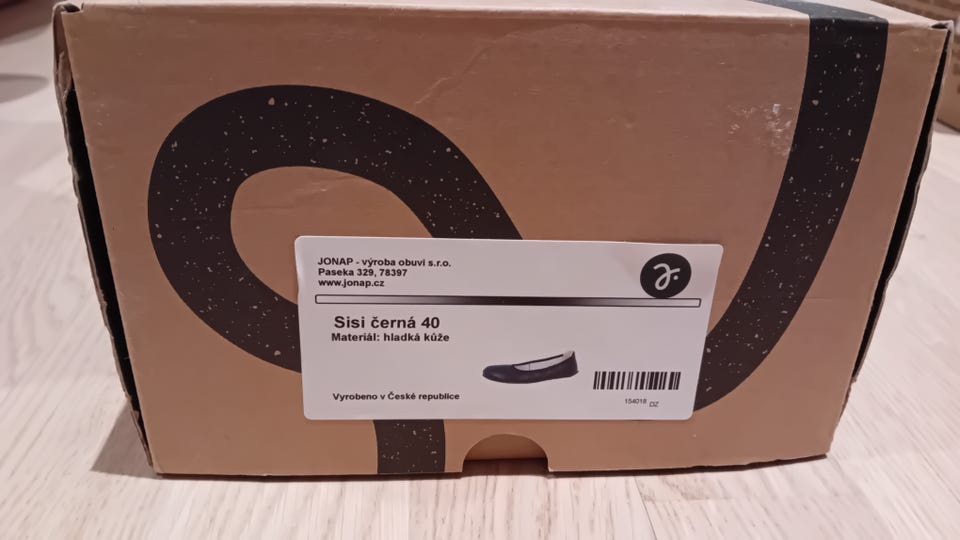 JONAP - výroba obuvi s.r.o.
Paseka 329, 78397
www.jonap.cz
Sisi černá 40
Materiál: hladká kůže
Vyrobeno v České republice
154018 DZ